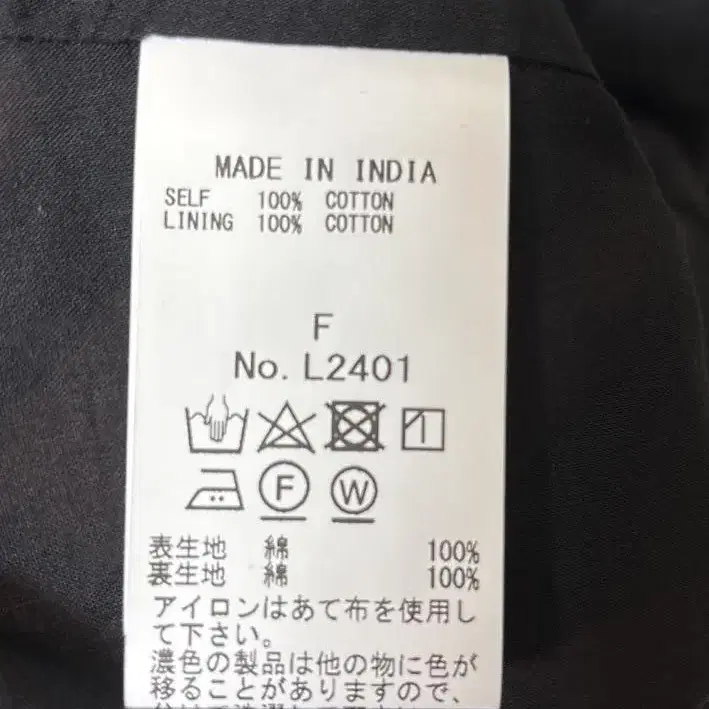 MADE IN INDIA
SELF 100% COTTON
LINING 100% COTTON
F
No. L2401
F W
表生地 綿 100%
裏生地 綿 100%
アイロンはあて布を使用し
て下さい。
濃色の製品は他の物に色が
移ることがありますので、